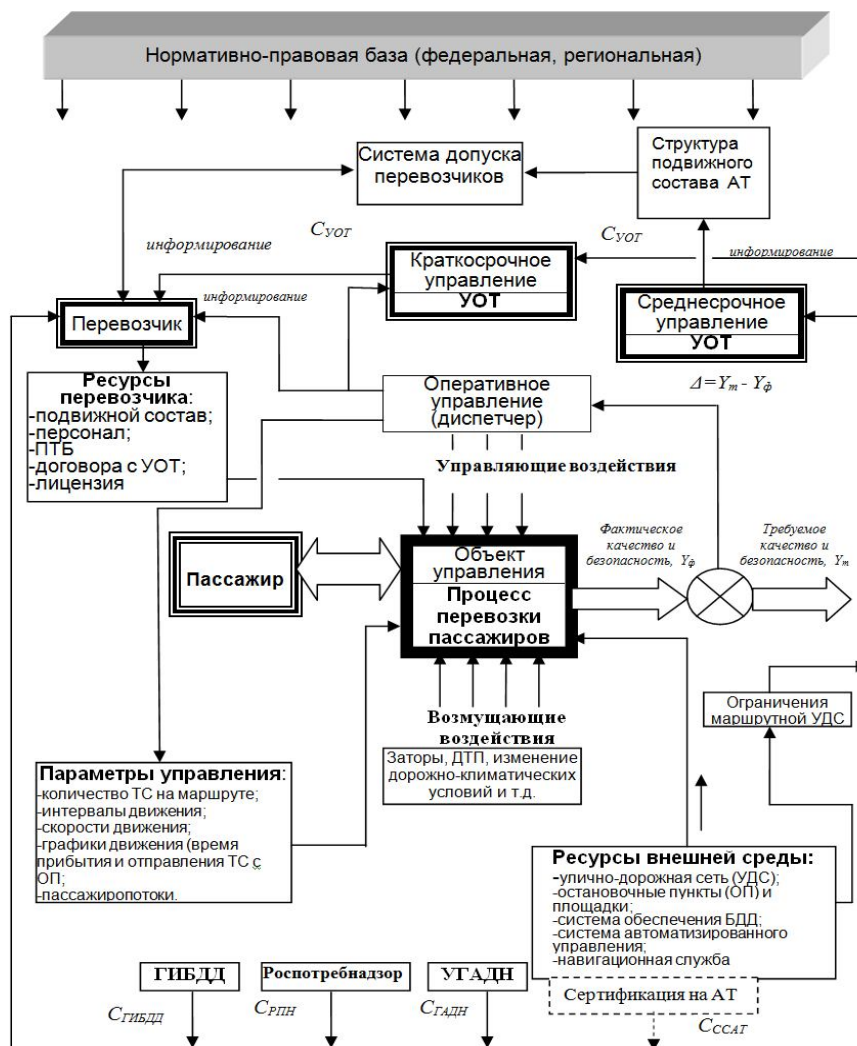 Нормативно-правовая база (федеральная, региональная)
Система допуска
перевозчиков
Структура
подвижного
состава АТ
C_УОТ
C_УОТ
информирование
информирование
Краткосрочное
управление
УОТ
Среднесрочное
управление
УОТ
информирование
Перевозчик
Ресурсы
перевозчика:
-подвижной состав;
-персонал;
-ПТБ
-договора с УОТ;
-лицензия
Оперативное
управление
(диспетчер)
Δ=Y_т - Y_ф
Управляющие воздействия
Пассажир
Объект
управления
Процесс
перевозки
пассажиров
Фактическое
качество и
безопасность, Y_ф
Требуемое
качество и
безопасность, Y_т
Ограничения
маршрутной УДС
Возмущающие
воздействия
Заторы, ДТП, изменение
дорожно-климатических
условий и т.д.
Параметры управления:
-количество ТС на маршруте;
-интервалы движения;
-скорости движения;
-графики движения (время
прибытия и отправления ТС с
ОП;
-пассажиропотоки.
Ресурсы внешней среды:
-улично-дорожная сеть (УДС);
-остановочные пункты (ОП) и
площадки;
-система обеспечения БДД;
-система автоматизированного
управления;
-навигационная служба
Сертификация на АТ
ГИБДД
Роспотребнадзор
УГАДН
C_ГИБДД
C_РПН
C_ГАДН
C_ССАТ